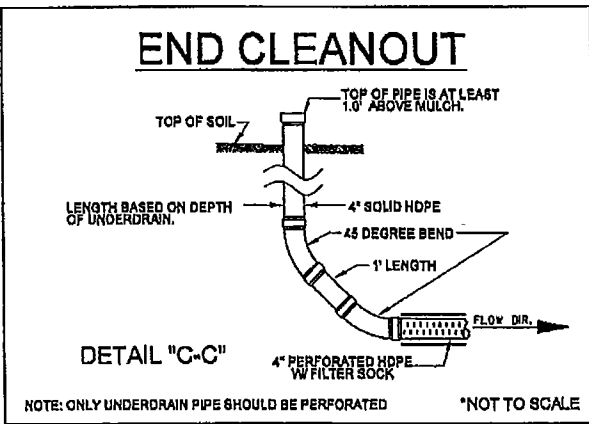 END CLEANOUT
TOP OF PIPE IS AT LEAST
1.0' ABOVE MULCH.
TOP OF SOIL
LENGTH BASED ON DEPTH
OF UNDERDRAIN.
4" SOLID HDPE
45 DEGREE BEND
1' LENGTH
FLOW DIR.
DETAIL "C-C"
4" PERFORATED HDPE
W/ FILTER SOCK
NOTE: ONLY UNDERDRAIN PIPE SHOULD BE PERFORATED
*NOT TO SCALE